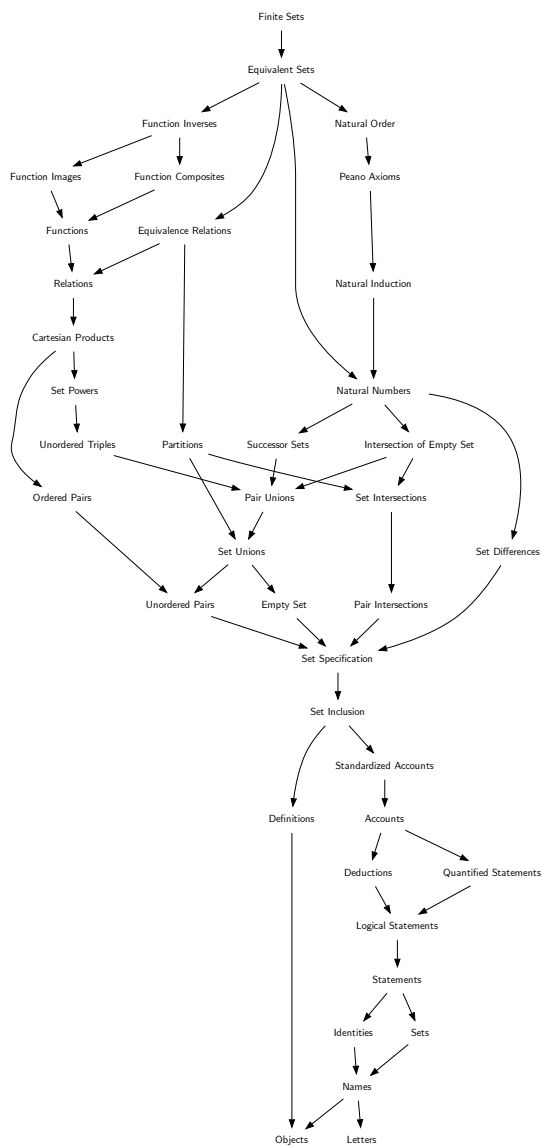 Finite Sets
Equivalent Sets
Function Inverses
Natural Order
Function Images
Function Composites
Peano Axioms
Functions
Equivalence Relations
Relations
Natural Induction
Cartesian Products
Set Powers
Natural Numbers
Unordered Triples
Partitions
Successor Sets
Intersection of Empty Set
Ordered Pairs
Pair Unions
Set Intersections
Set Unions
Set Differences
Unordered Pairs
Empty Set
Pair Intersections
Set Specification
Set Inclusion
Standardized Accounts
Definitions
Accounts
Deductions
Quantified Statements
Logical Statements
Statements
Identities
Sets
Names
Objects
Letters